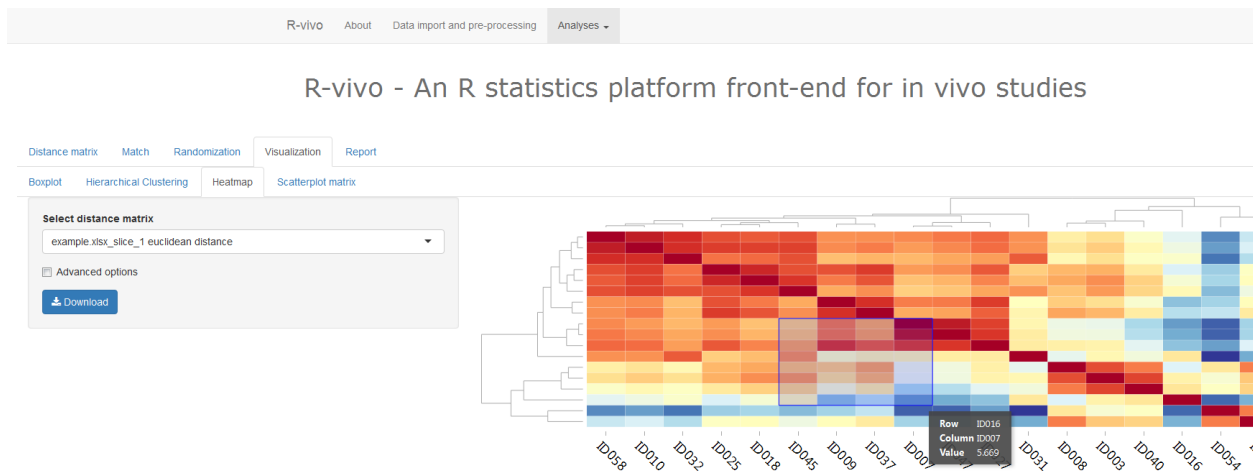 R-vivo About Data import and pre-processing Analyses
R-vivo - An R statistics platform front-end for in vivo studies
Distance matrix Match Randomization Visualization Report
Boxplot Hierarchical Clustering Heatmap Scatterplot matrix
Select distance matrix
example.xlsx_slice_1 euclidean distance
Advanced options
Download
Row ID016
Column ID007
Value 5.669
ID058 ID010 ID032 ID025 ID018 ID045 ID009 ID037 ID007 ID031 ID008 ID003 ID040 ID016 ID054